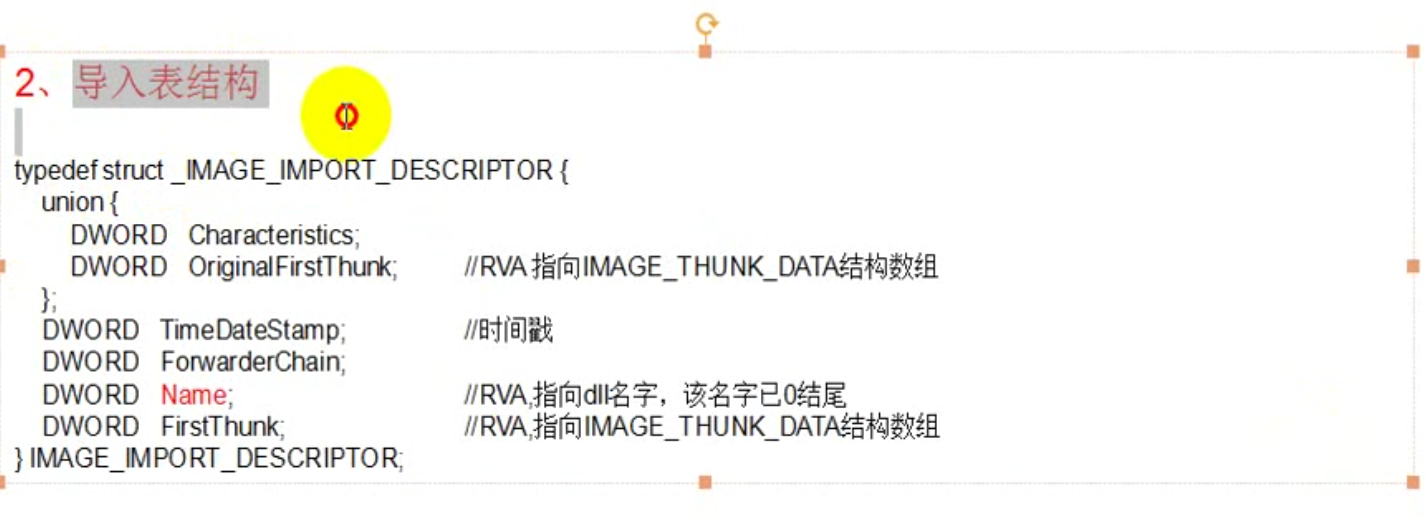 2、导入表结构
typedef struct _IMAGE_IMPORT_DESCRIPTOR {
union {
DWORD Characteristics;
DWORD OriginalFirstThunk; //RVA 指向IMAGE_THUNK_DATA结构数组
};
DWORD TimeDateStamp; //时间戳
DWORD ForwarderChain;
DWORD Name; //RVA,指向dll名字，该名字已0结尾
DWORD FirstThunk; //RVA,指向IMAGE_THUNK_DATA结构数组
} IMAGE_IMPORT_DESCRIPTOR;